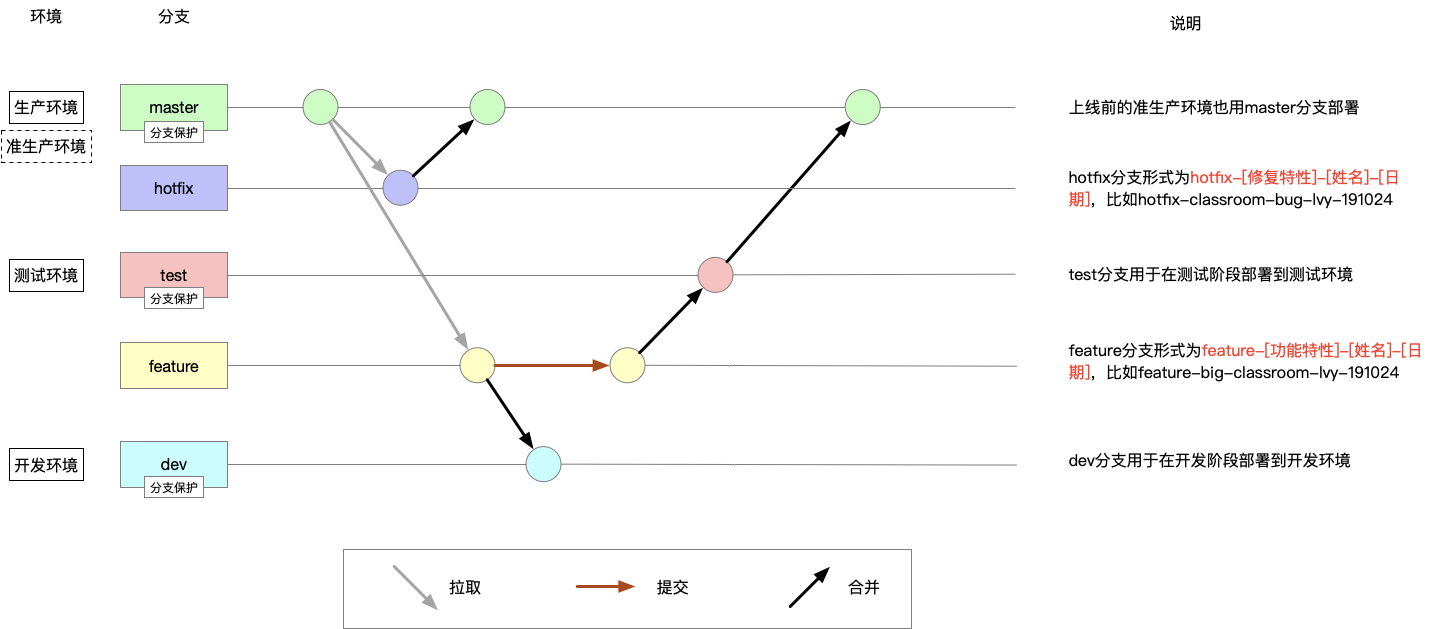 环境
分支
说明
生产环境
master
分支保护
上线前的准生产环境也用master分支部署
准生产环境
hotfix
hotfix分支形式为hotfix-[修复特性]-[姓名]-[日
期]，比如hotfix-classroom-bug-lvy-191024
测试环境
test
分支保护
test分支用于在测试阶段部署到测试环境
feature
feature分支形式为feature-[功能特性]-[姓名]-[日
期]，比如feature-big-classroom-lvy-191024
开发环境
dev
分支保护
dev分支用于在开发阶段部署到开发环境
拉取
提交
合并